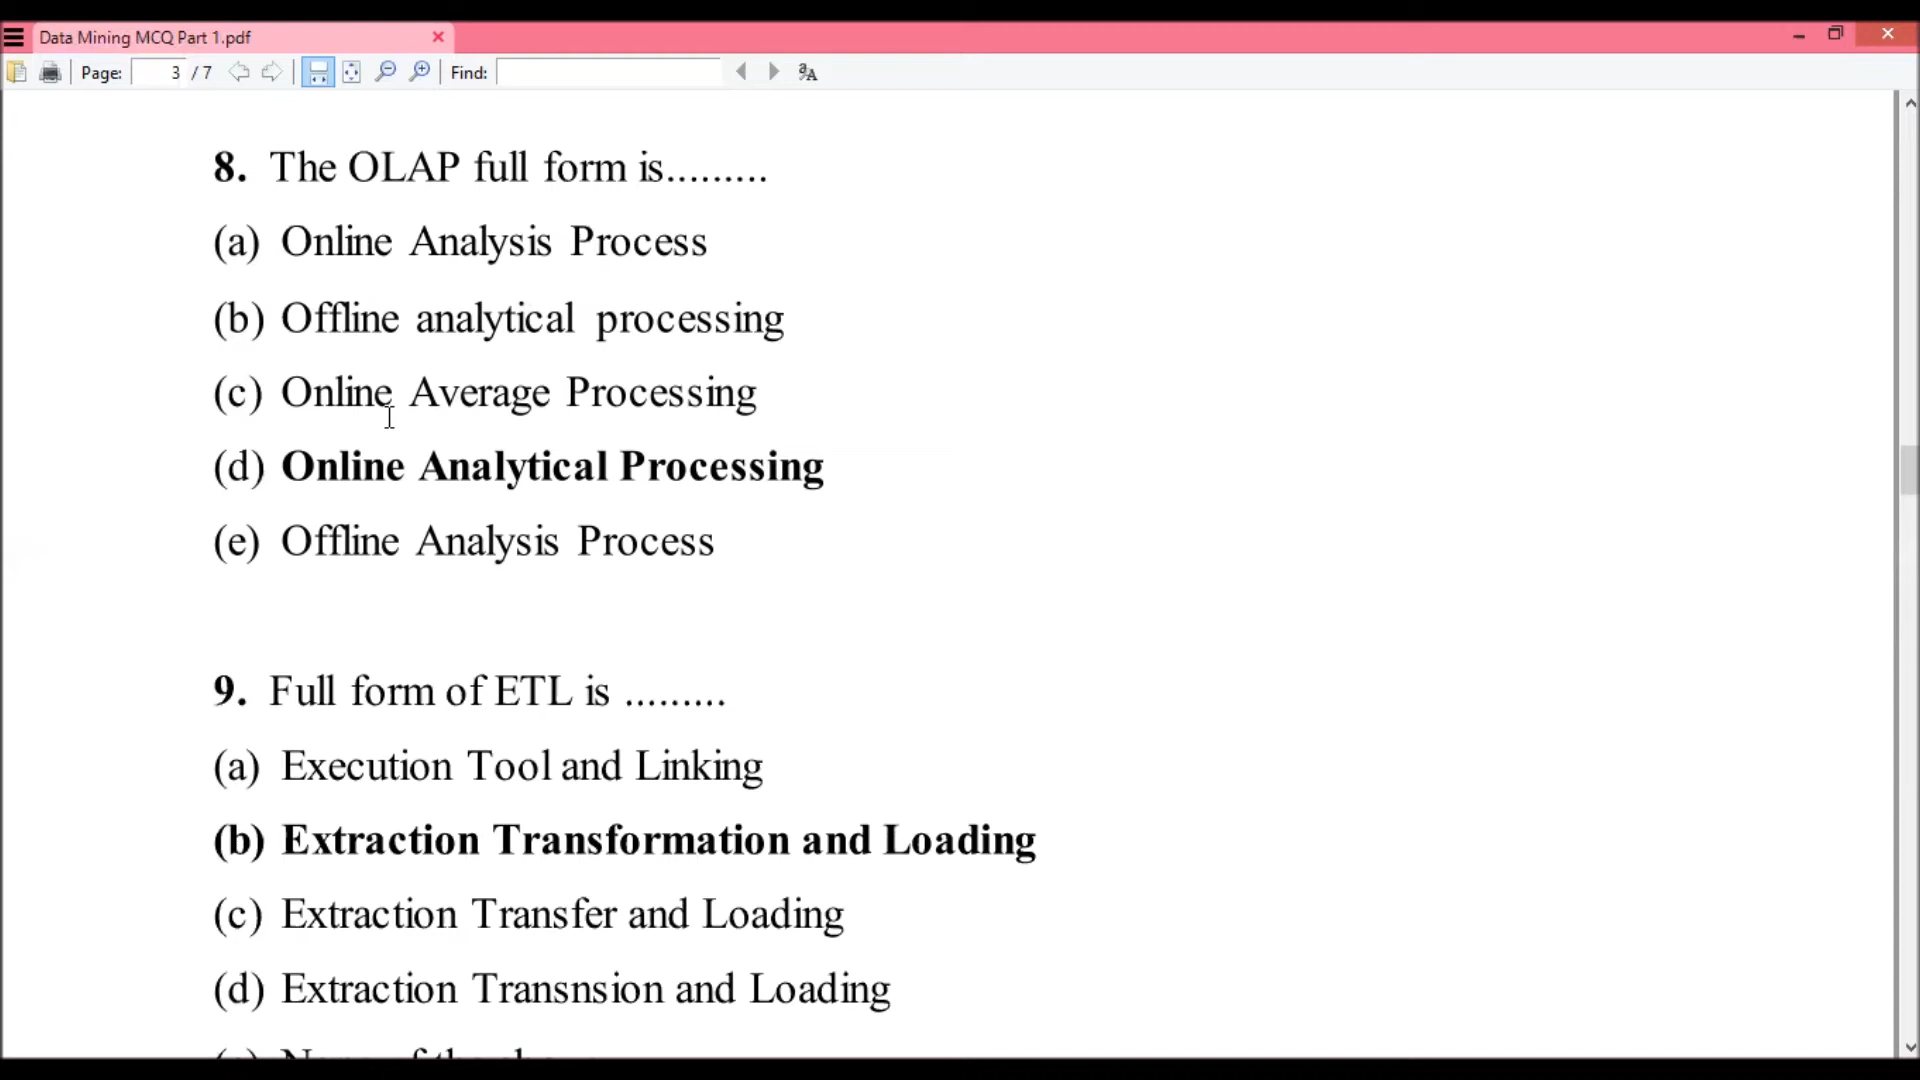 Data Mining MCQ Part 1.pdf
Page: 3 / 7 Find:
8. The OLAP full form is.........
(a) Online Analysis Process
(b) Offline analytical processing
(c) Online Average Processing
(d) Online Analytical Processing
(e) Offline Analysis Process
9. Full form of ETL is .........
(a) Execution Tool and Linking
(b) Extraction Transformation and Loading
(c) Extraction Transfer and Loading
(d) Extraction Transnsion and Loading